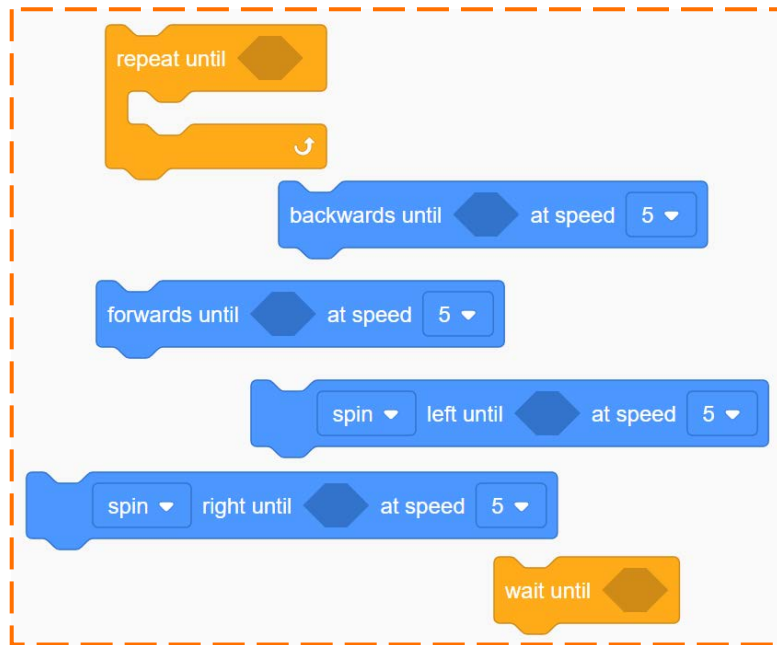 repeat until
backwards until at speed 5
forwards until at speed 5
spin left until at speed 5
spin right until at speed 5
wait until